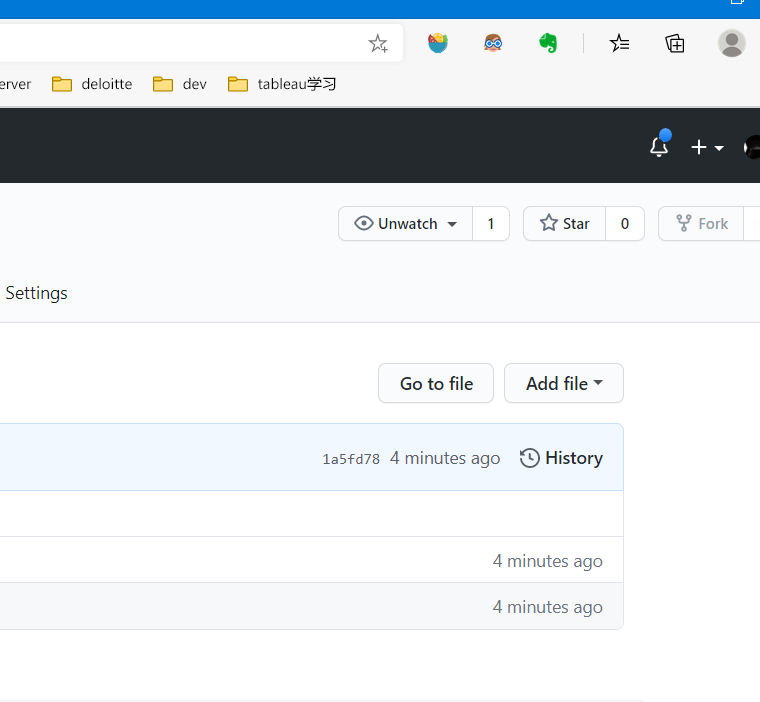 erver deloitte dev tableau学习
Unwatch 1 Star 0 Fork
Settings
Go to file Add file
1a5fd78 4 minutes ago History
4 minutes ago
4 minutes ago